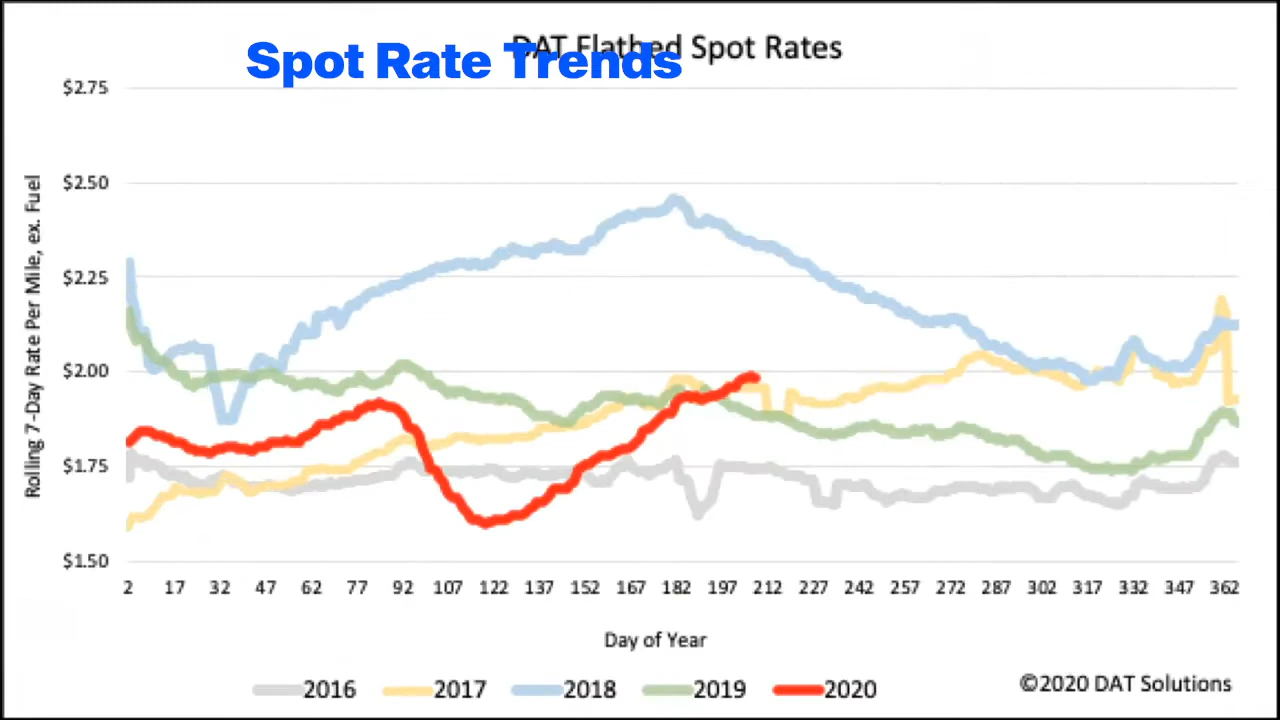 DAT Flatbed Spot Rates
Spot Rate Trends
Rolling 7-Day Rate Per Mile, ex. Fuel
$2.75
$2.50
$2.25
$2.00
$1.75
$1.50
2 17 32 47 62 77 92 107 122 137 152 167 182 197 212 227 242 257 272 287 302 317 332 347 362
Day of Year
2016 2017 2018 2019 2020
©2020 DAT Solutions